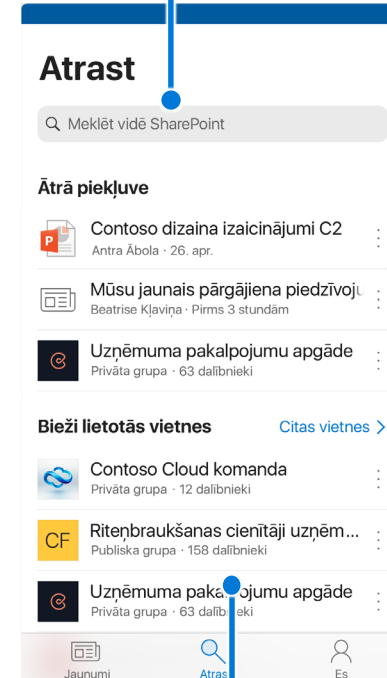 Atrast
Meklēt vidē SharePoint
Ātrā piekļuve
Contoso dizaina izaicinājumi C2
Antra Ābola · 26. apr.
Mūsu jaunais pārgājiena piedzīvoju
Beatrise Kļaviņa · Pirms 3 stundām
Uzņēmuma pakalpojumu apgāde
Privāta grupa · 63 dalībnieki
Bieži lietotās vietnes Citas vietnes >
Contoso Cloud komanda
Privāta grupa · 12 dalībnieki
CF
Riteņbraukšanas cienītāji uzņēm...
Publiska grupa · 158 dalībnieki
Uzņēmuma apgāde
Privāta grupa · 63
Jaunumi Atrast Es